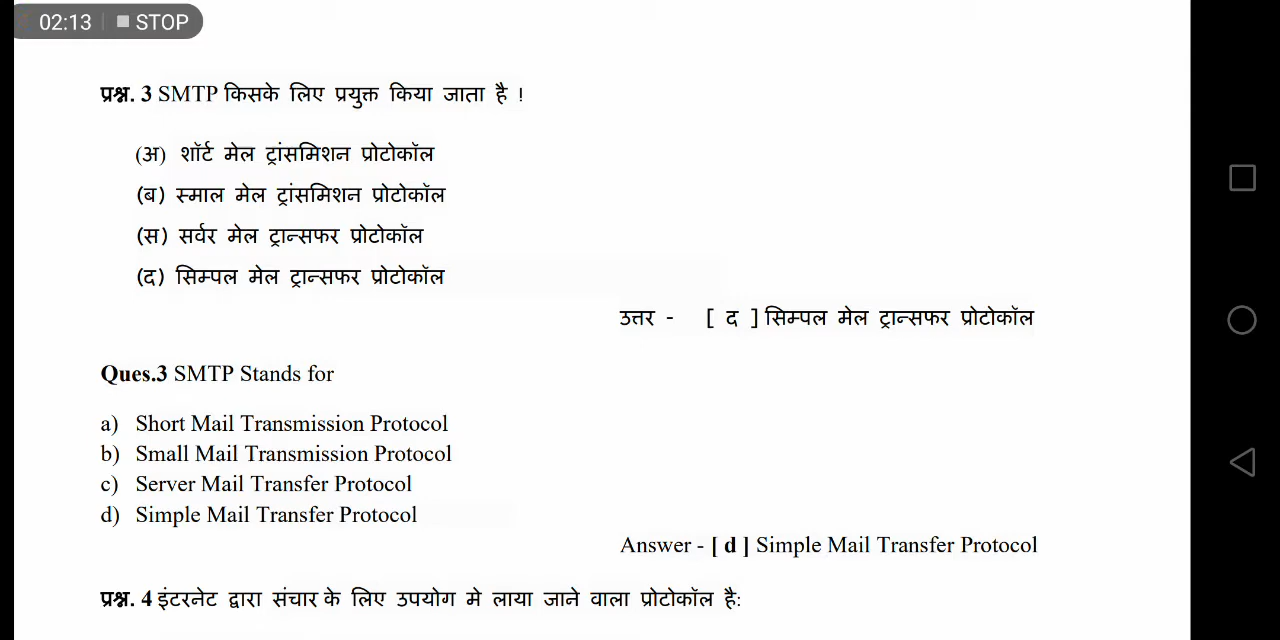 02:13 STOP
प्रश्न. 3 SMTP किसके लिए प्रयुक्त किया जाता है !
(अ) शॉर्ट मेल ट्रांसमिशन प्रोटोकॉल
(ब) स्माल मेल ट्रांसमिशन प्रोटोकॉल
(स) सर्वर मेल ट्रान्सफर प्रोटोकॉल
(द) सिम्पल मेल ट्रान्सफर प्रोटोकॉल
उत्तर - [ द ] सिम्पल मेल ट्रान्सफर प्रोटोकॉल
Ques.3 SMTP Stands for
a) Short Mail Transmission Protocol
b) Small Mail Transmission Protocol
c) Server Mail Transfer Protocol
d) Simple Mail Transfer Protocol
Answer - [ d ] Simple Mail Transfer Protocol
प्रश्न. 4 इंटरनेट द्वारा संचार के लिए उपयोग मे लाया जाने वाला प्रोटोकॉल है: